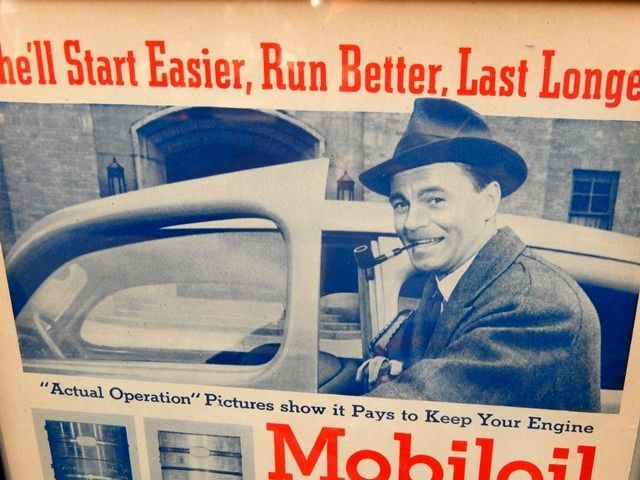 he'll Start Easier, Run Better, Last Longe
"Actual Operation" Pictures show it Pays to Keep Your Engine
Mobiloil